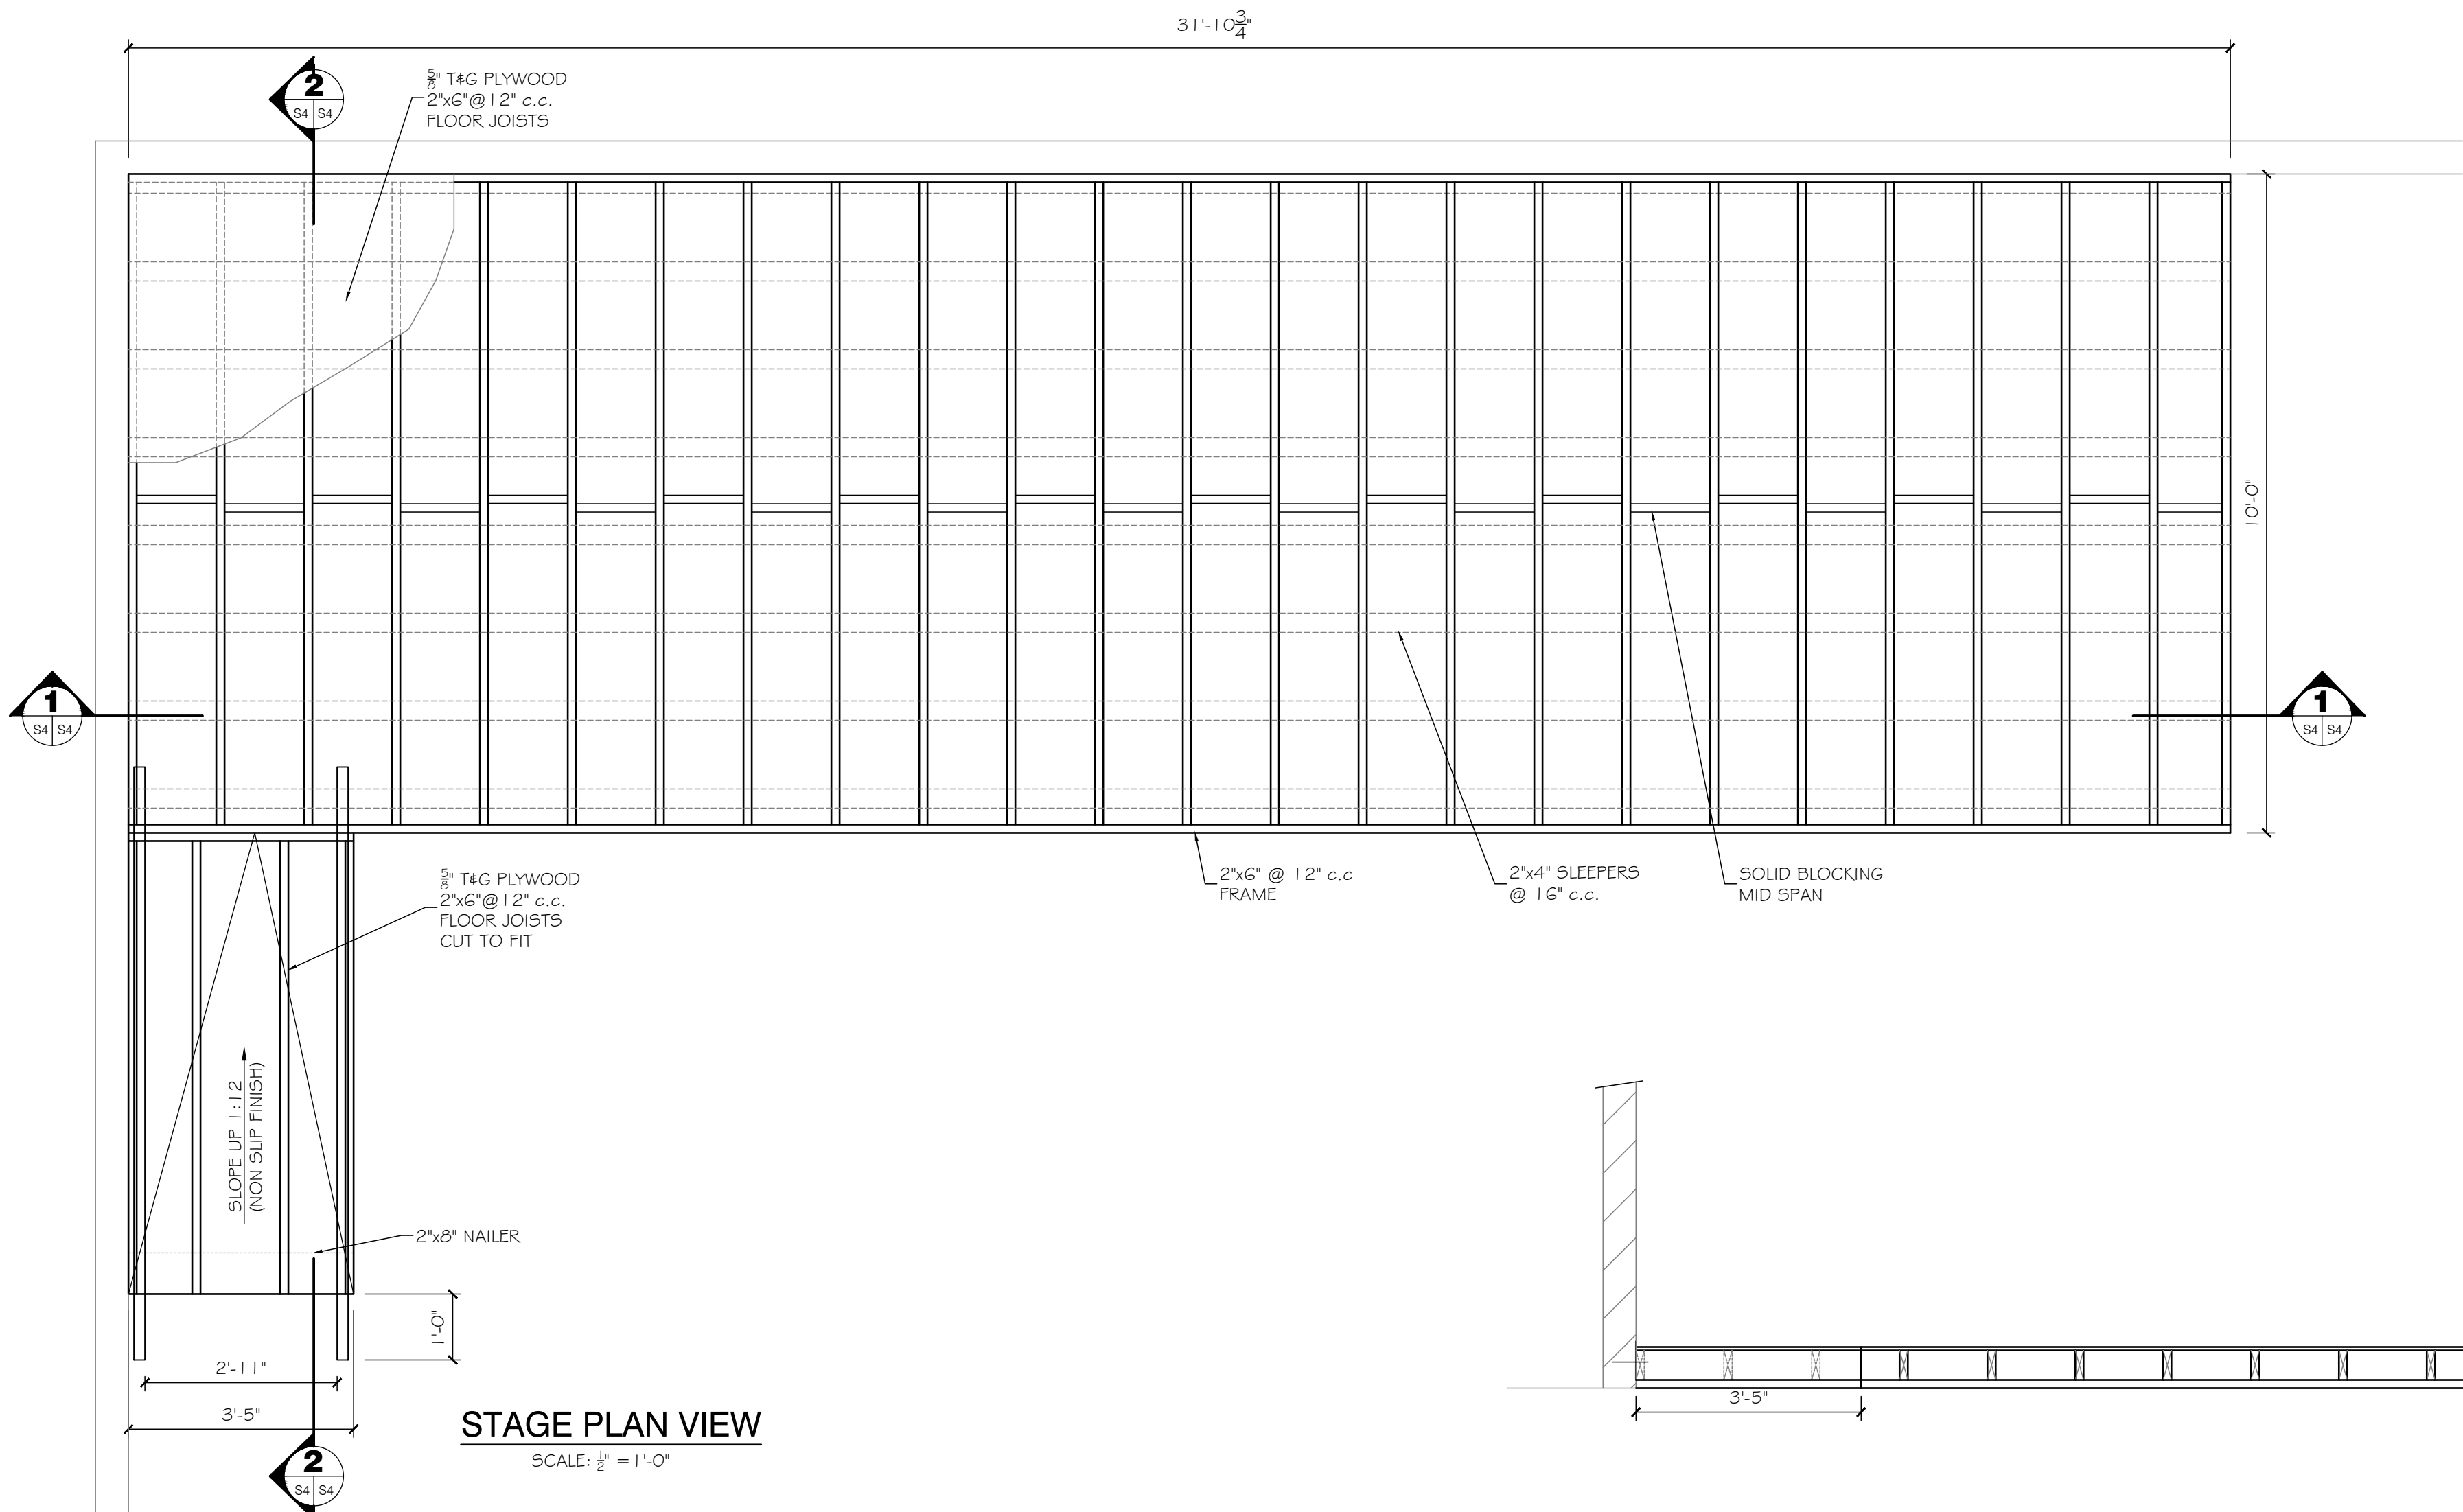 31'-10 3/4"
2
S4 S4
5/8" T&G PLYWOOD
2"x6"@12" c.c.
FLOOR JOISTS
10'-0"
1
S4 S4
1
S4 S4
5/8" T&G PLYWOOD
2"x6"@12" c.c.
FLOOR JOISTS
CUT TO FIT
2"x6" @ 12" c.c
FRAME
2"x4" SLEEPERS
@ 16" c.c.
SOLID BLOCKING
MID SPAN
SLOPE UP 1:12
(NON SLIP FINISH)
2"x8" NAILER
1'-0"
2'-11"
3'-5"
3'-5"
STAGE PLAN VIEW
SCALE: 1/2" = 1'-0"
2
S4 S4